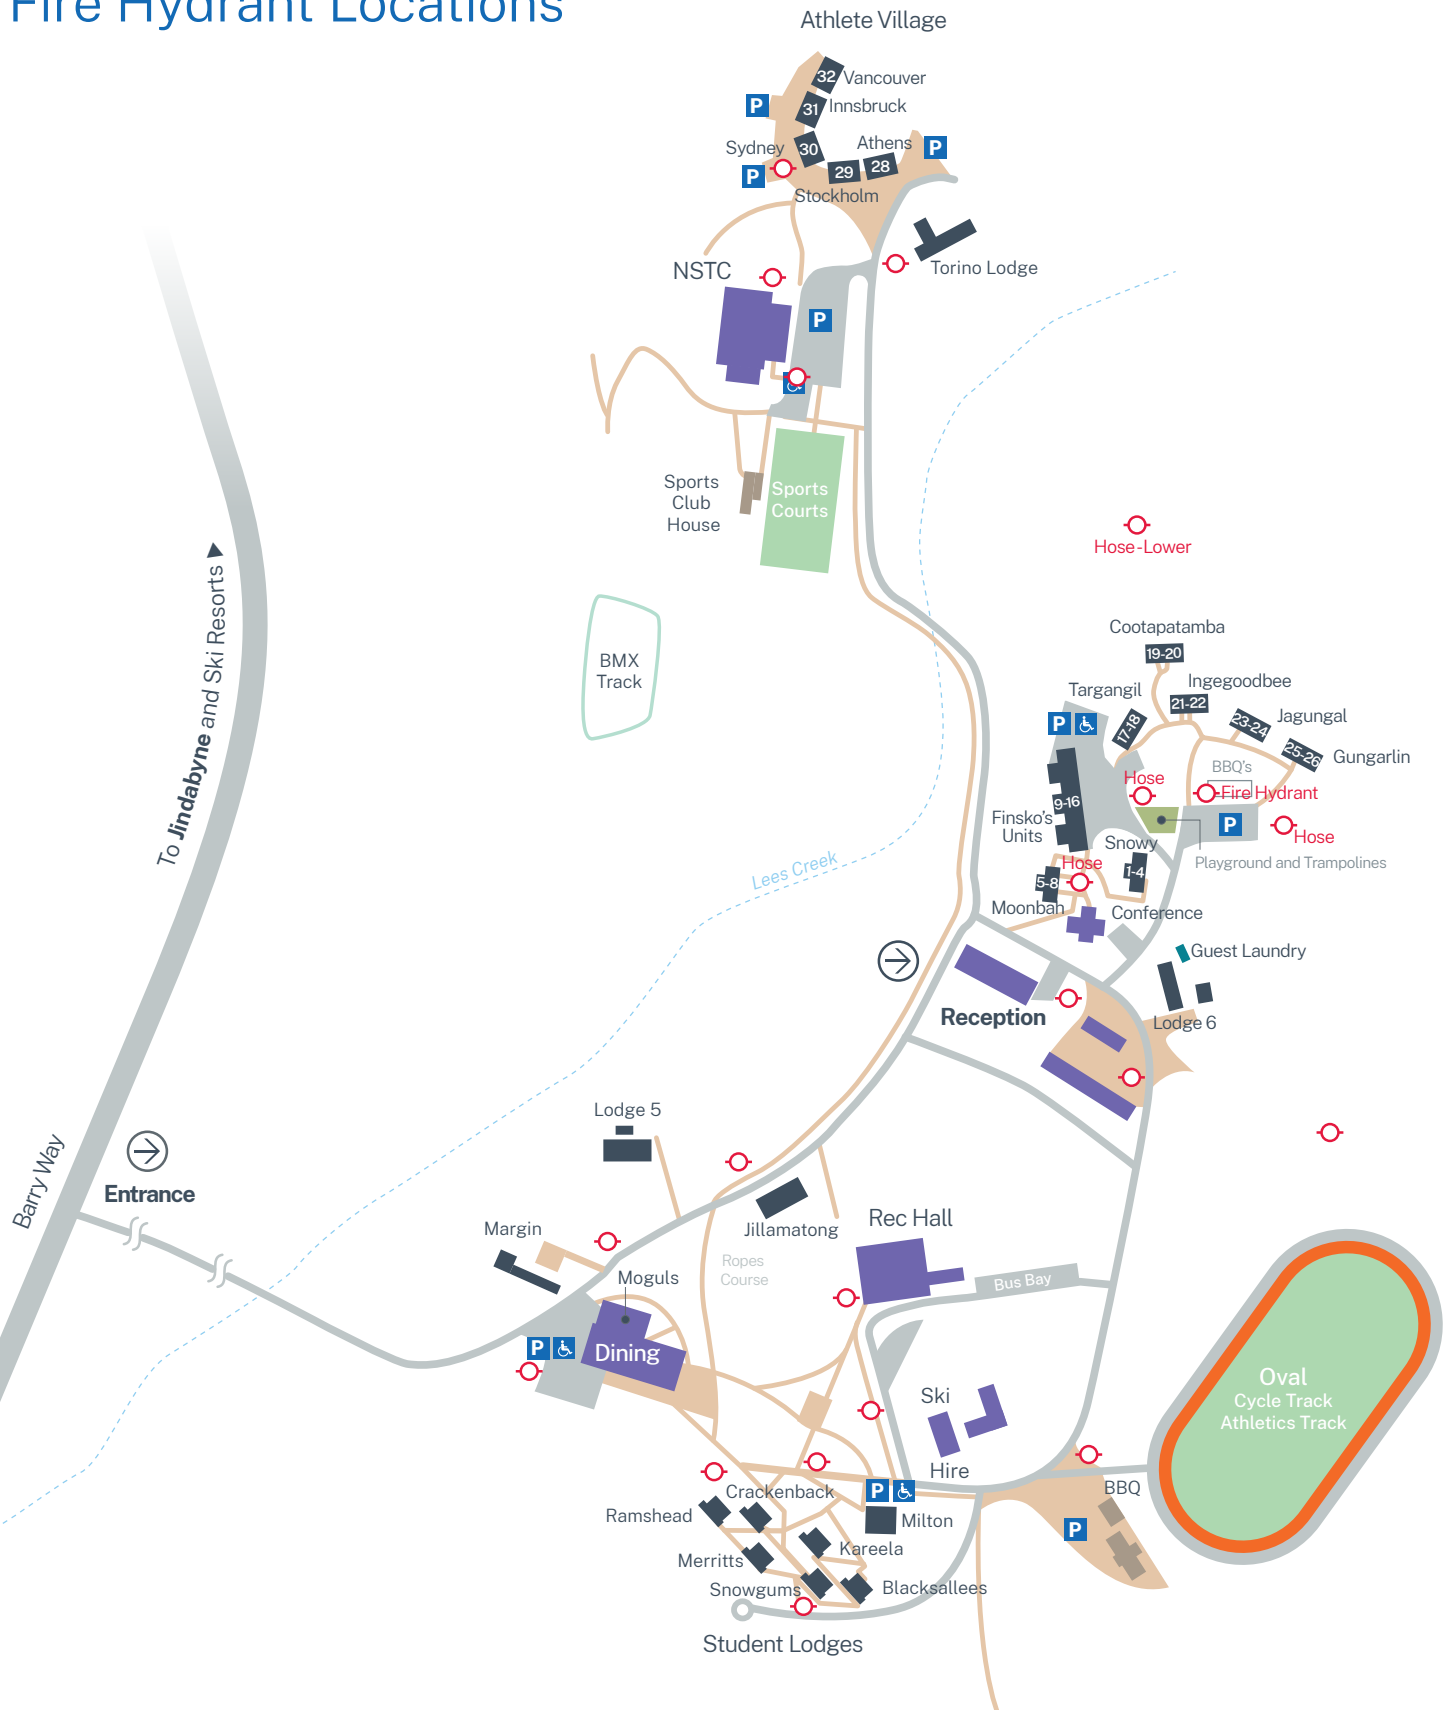 Fire Hydrant Locations
Athlete Village
32 Vancouver
P
31 Innsbruck
Sydney
30
Athens
P
P
29
28
Stockholm
NSTC
Torino Lodge
P
Sports
Club
House
Sports
Courts
Hose-Lower
To Jindabyne and Ski Resorts
BMX
Track
Cootapatamba
19-20
Targangil
Ingegoodbee
21-22
P
17-18
23-24
Jagungal
25-26
Gungarlin
BBQ's
Hose
Fire Hydrant
9-16
Finsko's
Units
P
Hose
Snowy
Hose
1-4
Playground and Trampolines
5-8
Moonbah
Conference
Lees Creek
Guest Laundry
Reception
Lodge 6
Barry Way
Entrance
Lodge 5
Jillamatong
Margin
Rec Hall
Ropes
Course
Moguls
Bus Bay
P
Dining
Oval
Cycle Track
Athletics Track
Ski
Hire
Crackenback
P
BBQ
Ramshead
Milton
P
Kareela
Merritts
Snowgums
Blacksallees
Student Lodges